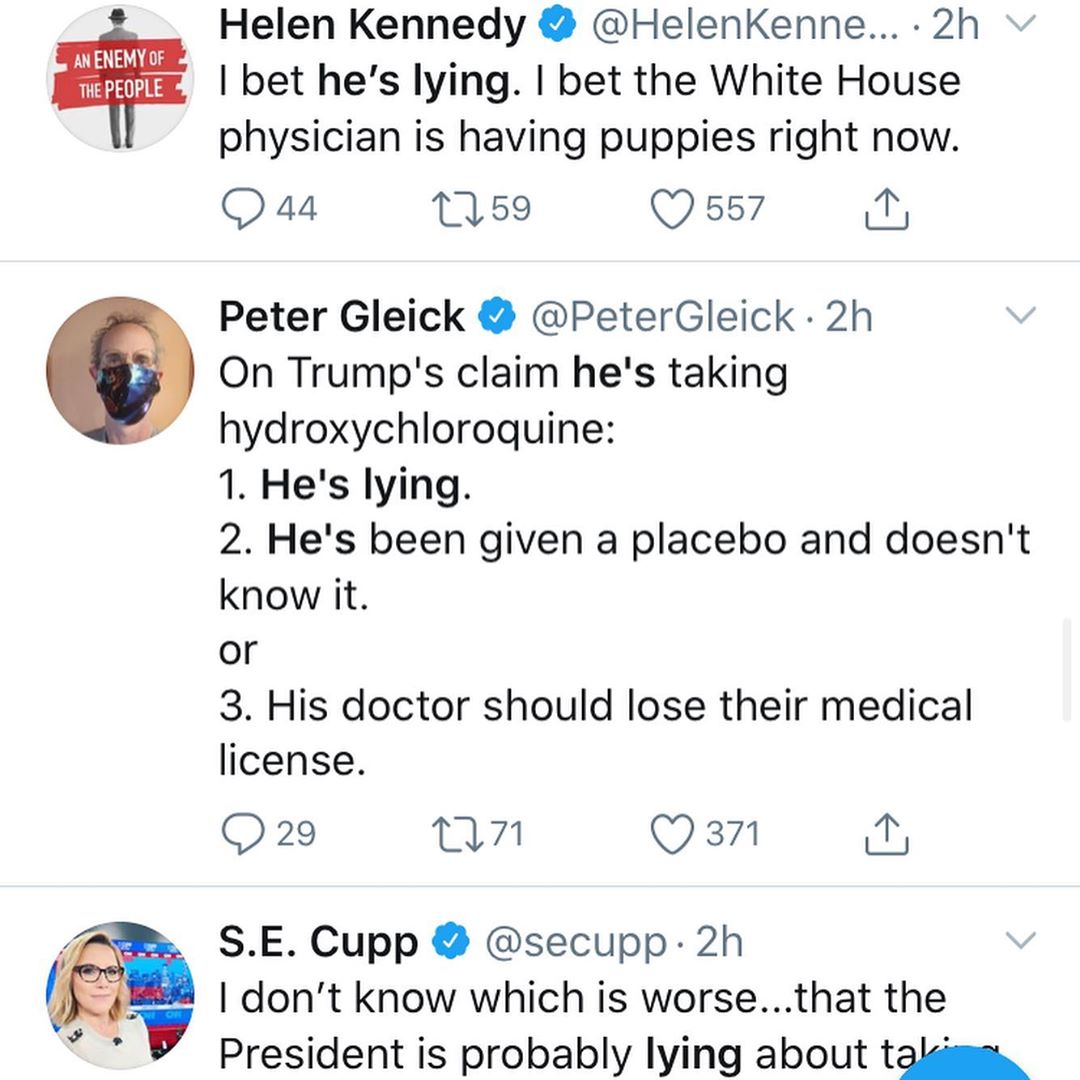 AN ENEMY OF
THE PEOPLE
Helen Kennedy @HelenKenne... · 2h
I bet he’s lying. I bet the White House
physician is having puppies right now.
44 59 557
Peter Gleick @PeterGleick · 2h
On Trump's claim he's taking
hydroxychloroquine:
1. He's lying.
2. He's been given a placebo and doesn't
know it.
or
3. His doctor should lose their medical
license.
29 71 371
S.E. Cupp @secupp · 2h
I don’t know which is worse...that the
President is probably lying about taking